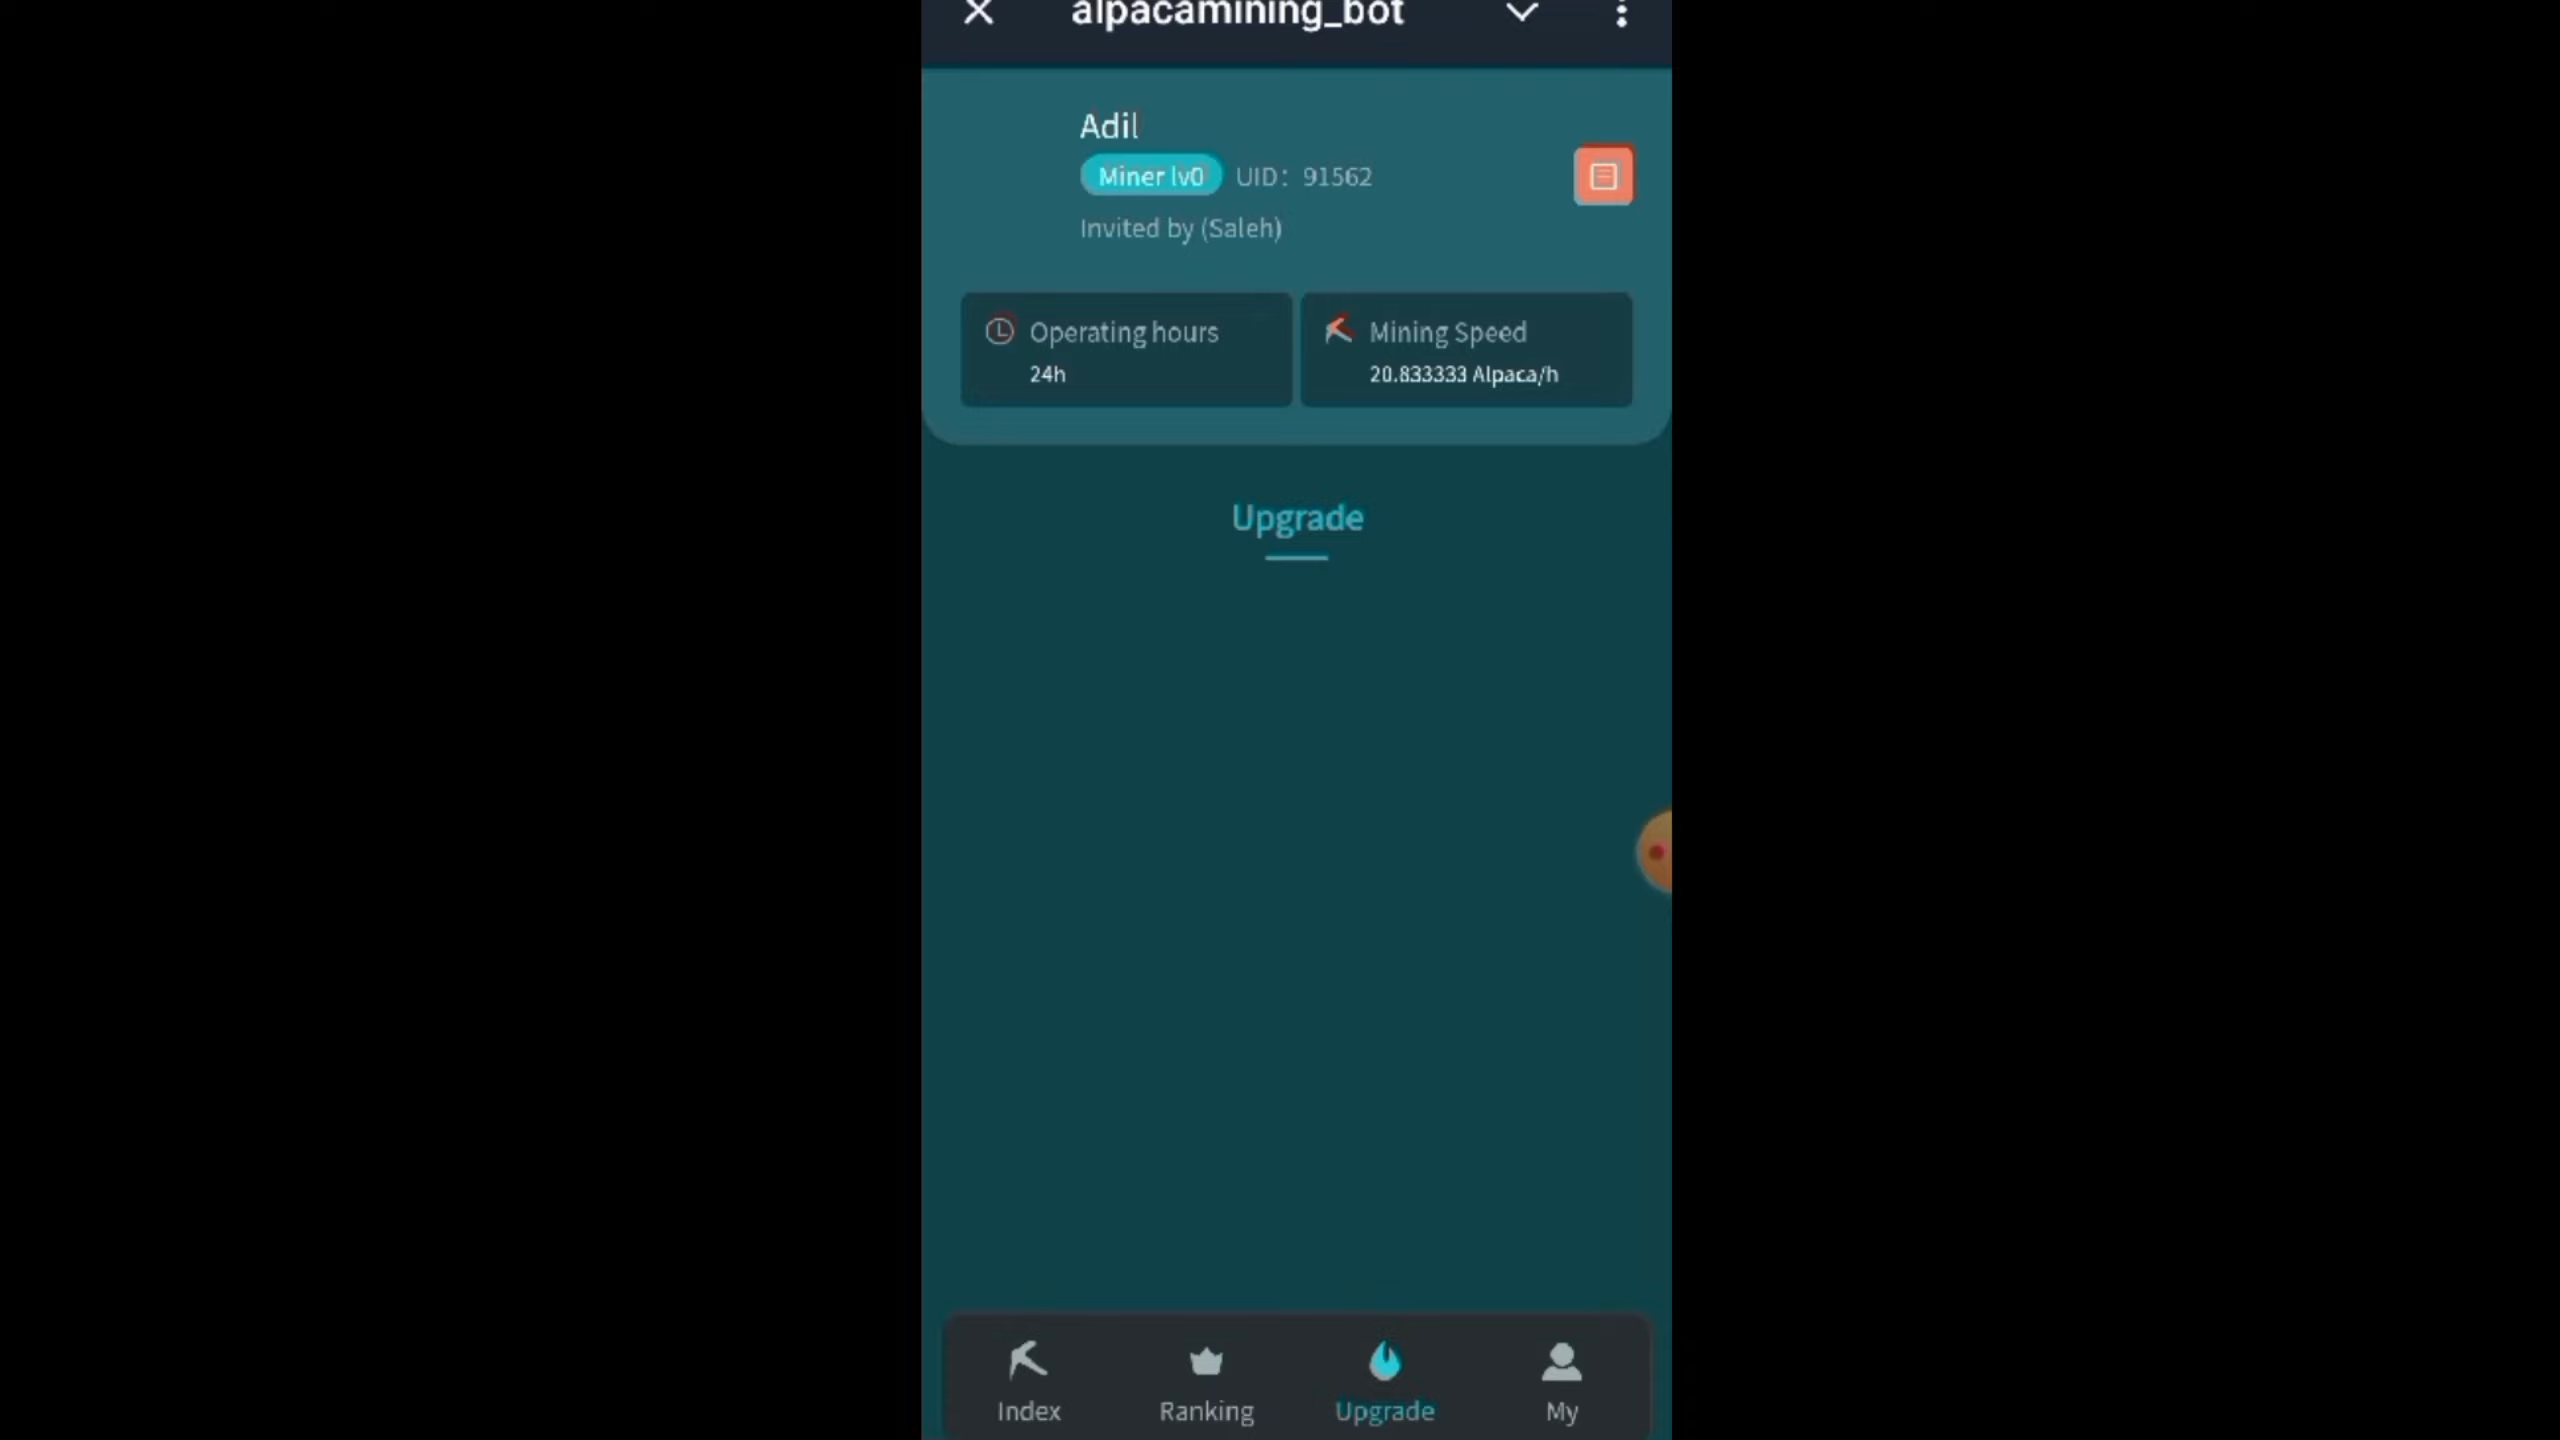 alpacamining_bot
Adil
Miner lv0 UID: 91562
Invited by (Saleh)
Operating hours
24h
Mining Speed
20.833333 Alpaca/h
Upgrade
Index
Ranking
Upgrade
My